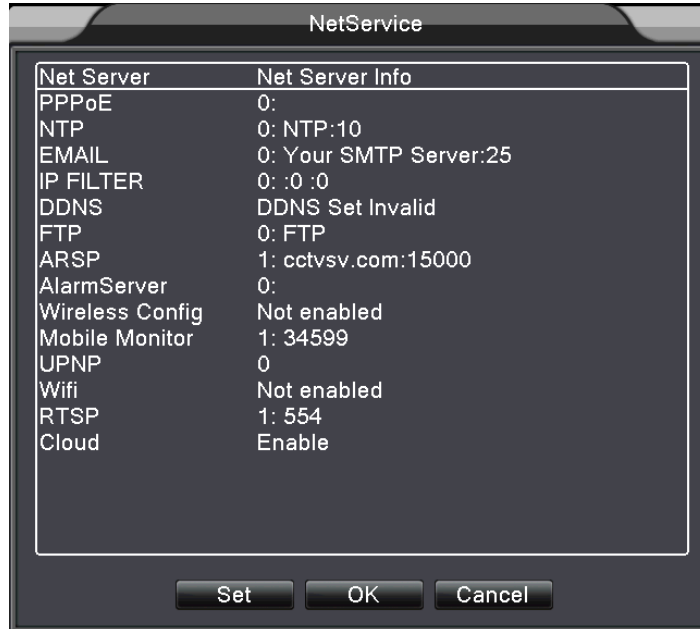 NetService
Net Server Net Server Info
PPPoE 0:
NTP 0: NTP:10
EMAIL 0: Your SMTP Server:25
IP FILTER 0: :0 :0
DDNS DDNS Set Invalid
FTP 0: FTP
ARSP 1: cctvsv.com:15000
AlarmServer 0:
Wireless Config Not enabled
Mobile Monitor 1: 34599
UPNP 0
Wifi Not enabled
RTSP 1: 554
Cloud Enable
Set OK Cancel